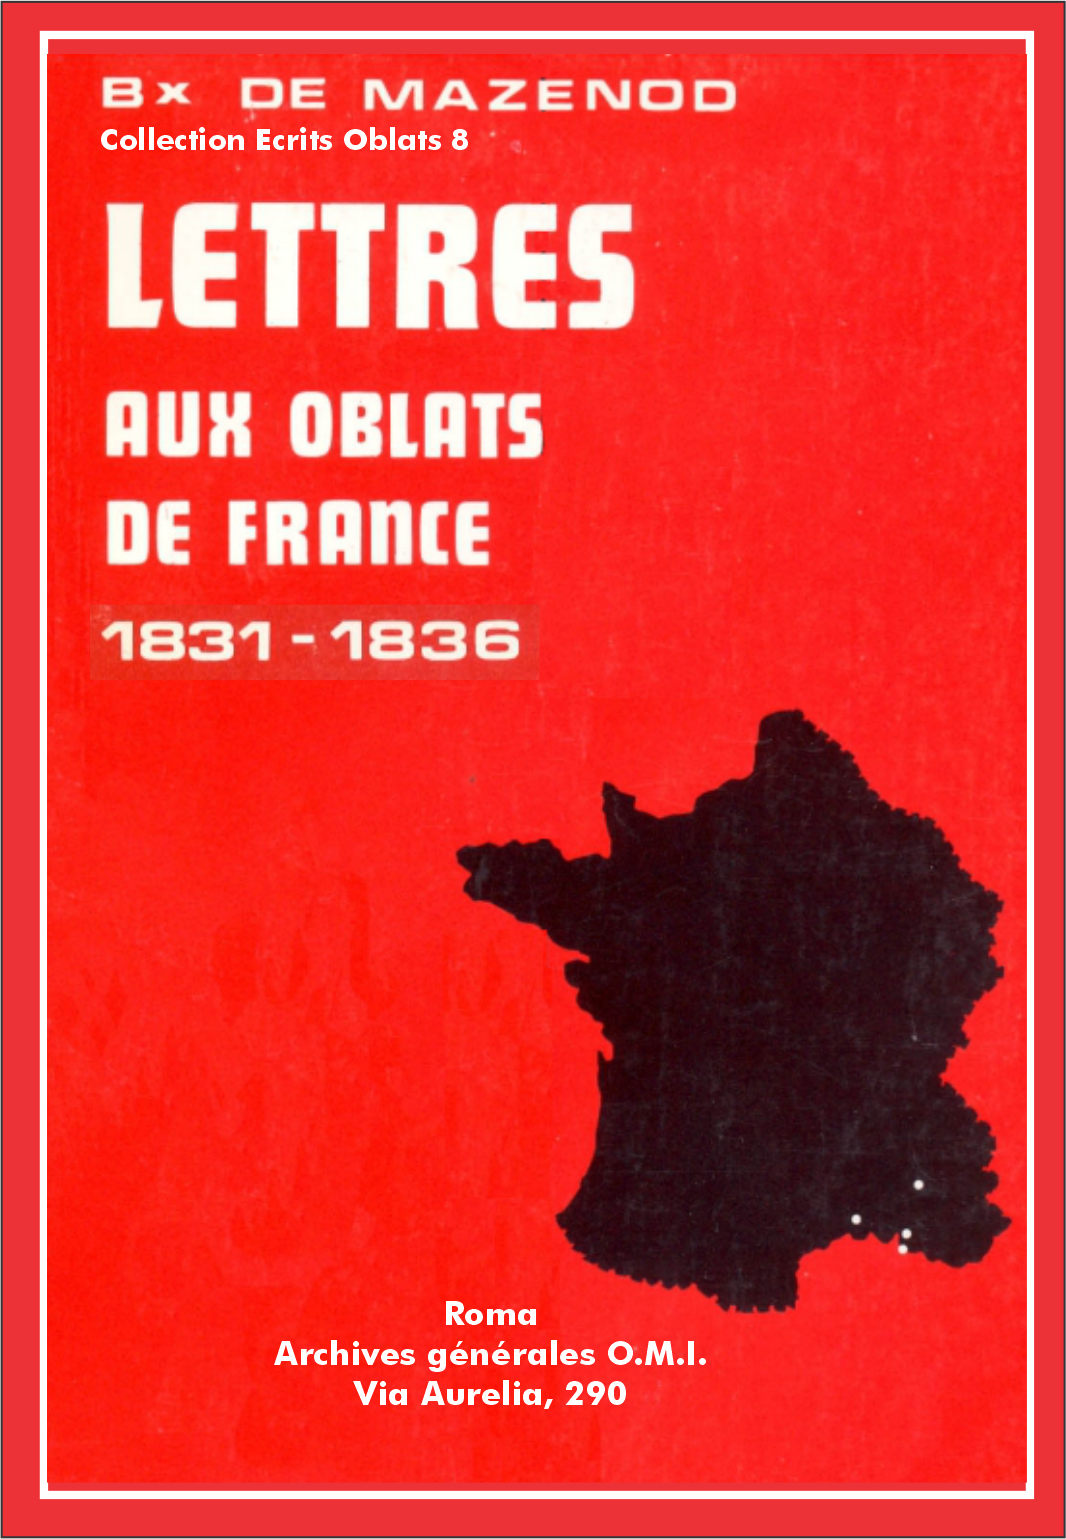 Bx DE MAZENOD
Collection Ecrits Oblats 8
LETTRES
AUX OBLATS
DE FRANCE
1831-1836
Roma
Archives générales O.M.I.
Via Aurelia, 290